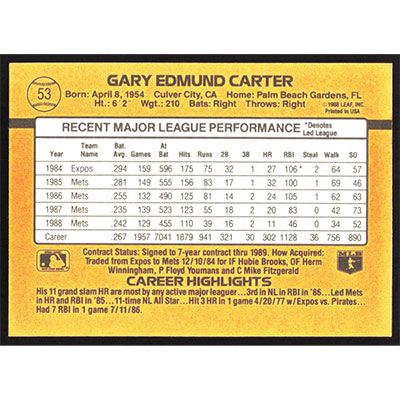 53
GARY EDMUND CARTER
Born: April 8, 1954 Culver City, CA Home: Palm Beach Gardens, FL
Ht.: 6'2" Wgt.: 210 Bats: Right Throws: Right
© 1988 LEAF, INC.
Printed in USA
RECENT MAJOR LEAGUE PERFORMANCE *Denotes Led League
Year Team Name Bat. Avg. Games At Bat Hits Runs 2B 3B HR RBI Steal Walk SO
1984 Expos .294 159 596 175 75 32 1 27 106* 2 64 57
1985 Mets .281 149 555 156 83 17 1 32 100 1 69 46
1986 Mets .255 132 490 125 81 14 2 24 105 1 62 63
1987 Mets .235 139 523 123 55 18 2 20 83 0 42 73
1988 Mets .242 130 455 110 39 16 2 11 46 0 34 52
Career .267 1957 7041 1879 941 333 30 302 1128 36 756 890
Contract Status: Signed to 7-year contract thru 1989. How Acquired:
Traded from Expos to Mets 12/10/84 for IF Hubie Brooks, OF Herm
Winningham, P Floyd Youmans and C Mike Fitzgerald
CAREER HIGHLIGHTS
His 11 grand slam HR are most by any active major leaguer...3rd in NL in RBI in '86...Led Mets
in HR and RBI in '85...11-time NL All Star...Hit 3 HR in 1 game 4/20/77 w/Expos vs. Pirates...
Had 7 RBI in 1 game 7/11/86.
MLB